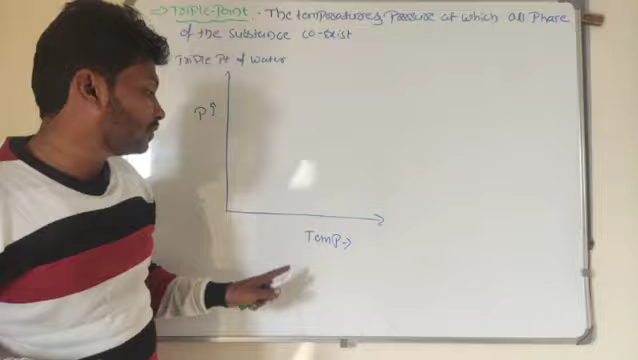 ⇒ Triple-Point - The temperature & Pressure at which all Phase
of the substance co-exist
Triple Pt of water
P↑
Temp→